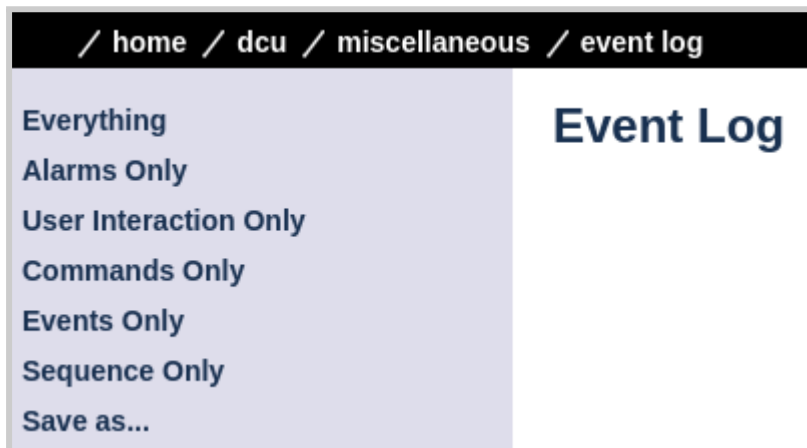 / home / dcu / miscellaneous / event log
Everything
Alarms Only
User Interaction Only
Commands Only
Events Only
Sequence Only
Save as...
Event Log